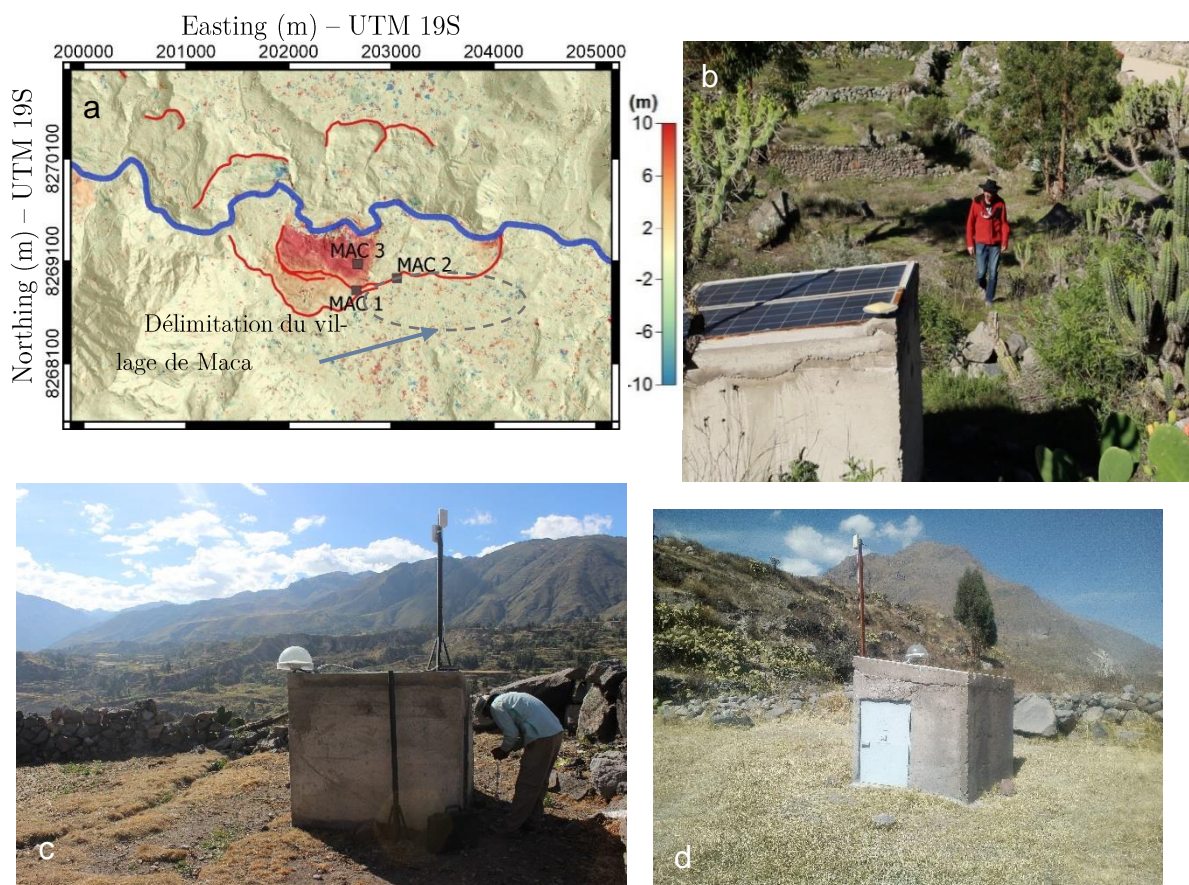 Easting (m) – UTM 19S
200000 201000 202000 203000 204000 205000
Northing (m) – UTM 19S
8270100
8269100
8268100
a
MAC 3
MAC 2
MAC 1
Délimitation du vil-
lage de Maca
(m)
10
6
2
-2
-6
-10
b
c
d